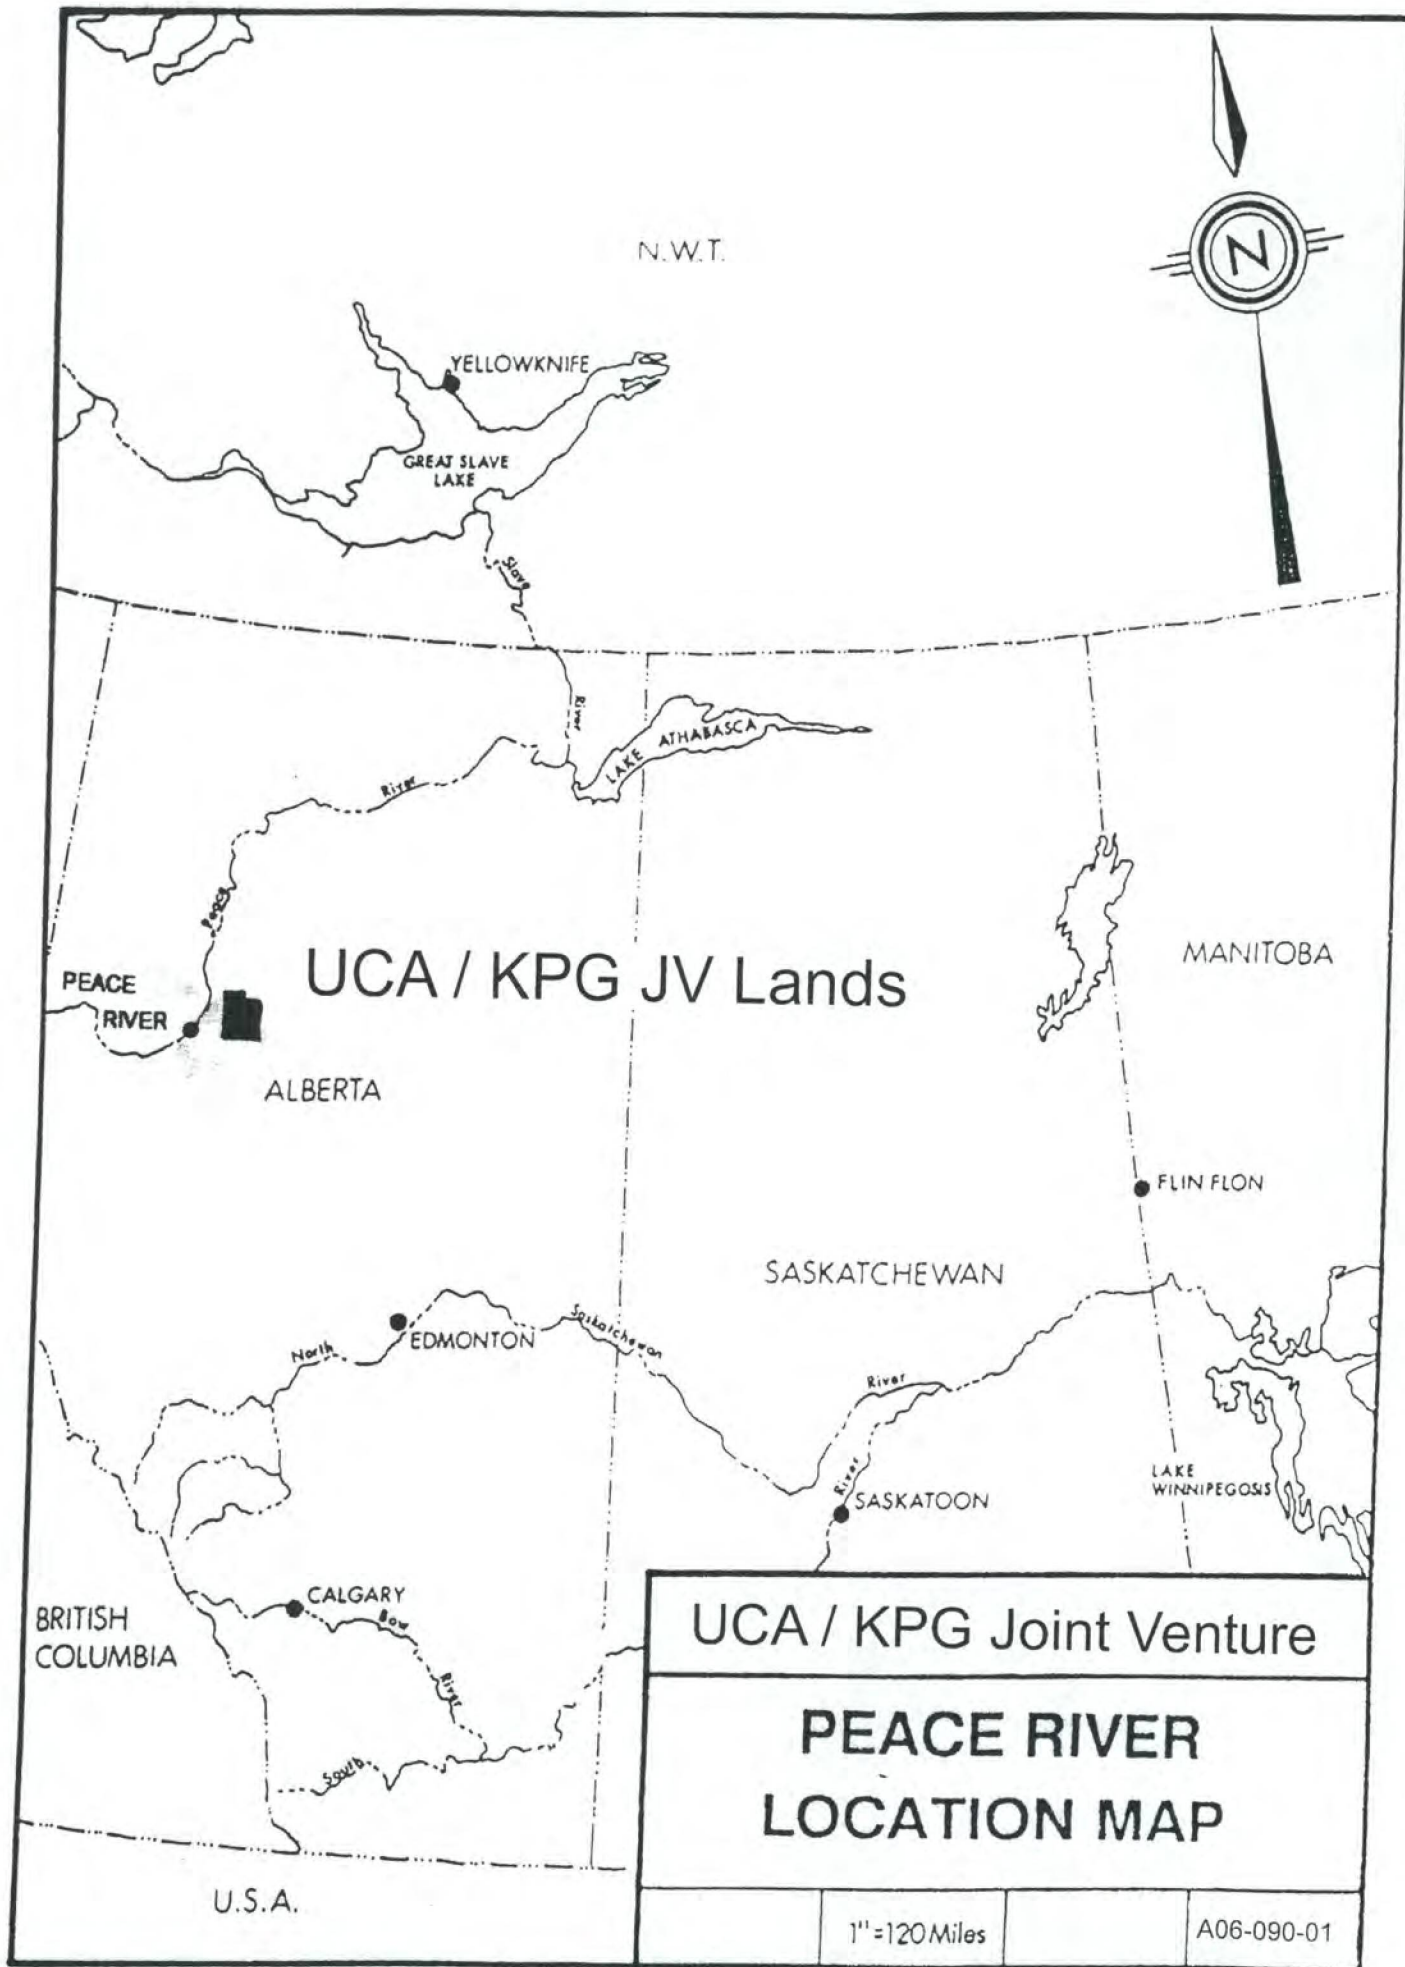 N
N.W.T.
YELLOWKNIFE
GREAT SLAVE
LAKE
Slave
River
LAKE ATHABASCA
River
Peace
UCA / KPG JV Lands
MANITOBA
PEACE
RIVER
ALBERTA
FLIN FLON
SASKATCHEWAN
EDMONTON
North
Saskatchewan
River
River
LAKE
WINNIPEGOSIS
SASKATOON
CALGARY
Bow
River
BRITISH
COLUMBIA
South
U.S.A.
UCA / KPG Joint Venture
PEACE RIVER
LOCATION MAP
1"=120 Miles
A06-090-01